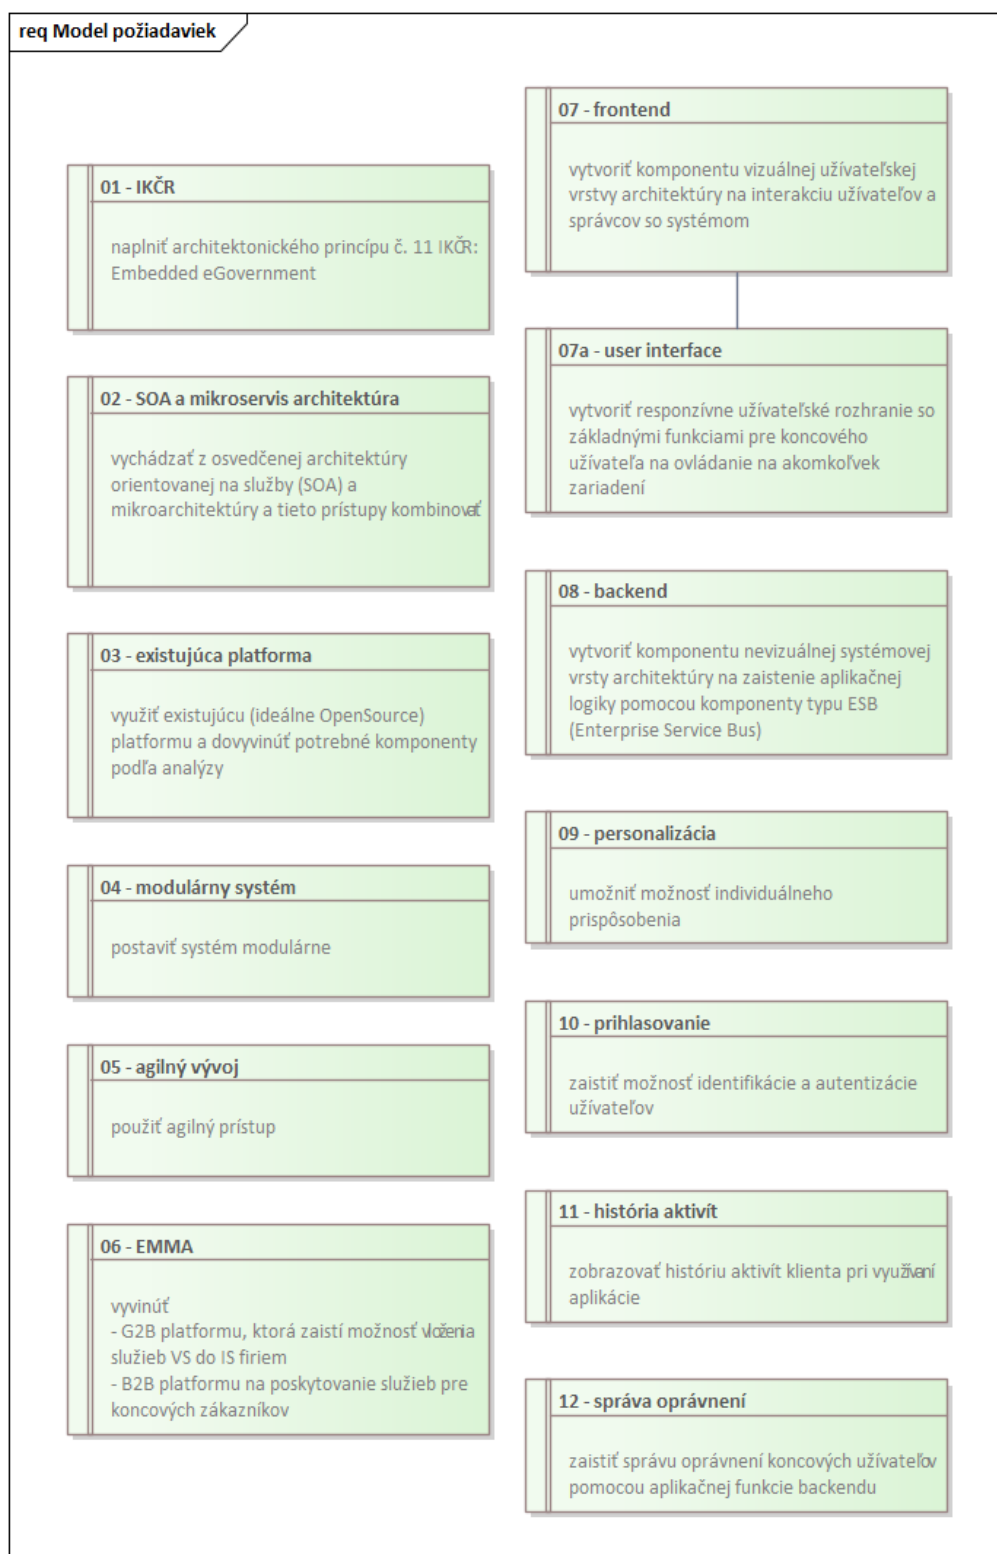 req Model požiadaviek
01 - IKČR
naplniť architektonického princípu č. 11 IKČR:
Embedded eGovernment
02 - SOA a mikroservis architektúra
vychádzať z osvedčenej architektúry
orientovanej na služby (SOA) a
mikroarchitektúry a tieto prístupy kombinovať
03 - existujúca platforma
využiť existujúcu (ideálne OpenSource)
platformu a dovyvinúť potrebné komponenty
podľa analýzy
04 - modulárny systém
postaviť systém modulárne
05 - agilný vývoj
použiť agilný prístup
06 - EMMA
vyvinúť
- G2B platformu, ktorá zaistí možnosť vloženia
služieb VS do IS firiem
- B2B platformu na poskytovanie služieb pre
koncových zákazníkov
07 - frontend
vytvoriť komponentu vizuálnej užívateľskej
vrstvy architektúry na interakciu užívateľov a
správcov so systémom
07a - user interface
vytvoriť responzívne užívateľské rozhranie so
základnými funkciami pre koncového
užívateľa na ovládanie na akomkoľvek
zariadení
08 - backend
vytvoriť komponentu nevizuálnej systémovej
vrsty architektúry na zaistenie aplikačnej
logiky pomocou komponenty typu ESB
(Enterprise Service Bus)
09 - personalizácia
umožniť možnosť individuálneho
prispôsobenia
10 - prihlasovanie
zaistiť možnosť identifikácie a autentizácie
užívateľov
11 - história aktivít
zobrazovať históriu aktivít klienta pri využívaní
aplikácie
12 - správa oprávnení
zaistiť správu oprávnení koncových užívateľov
pomocou aplikačnej funkcie backendu